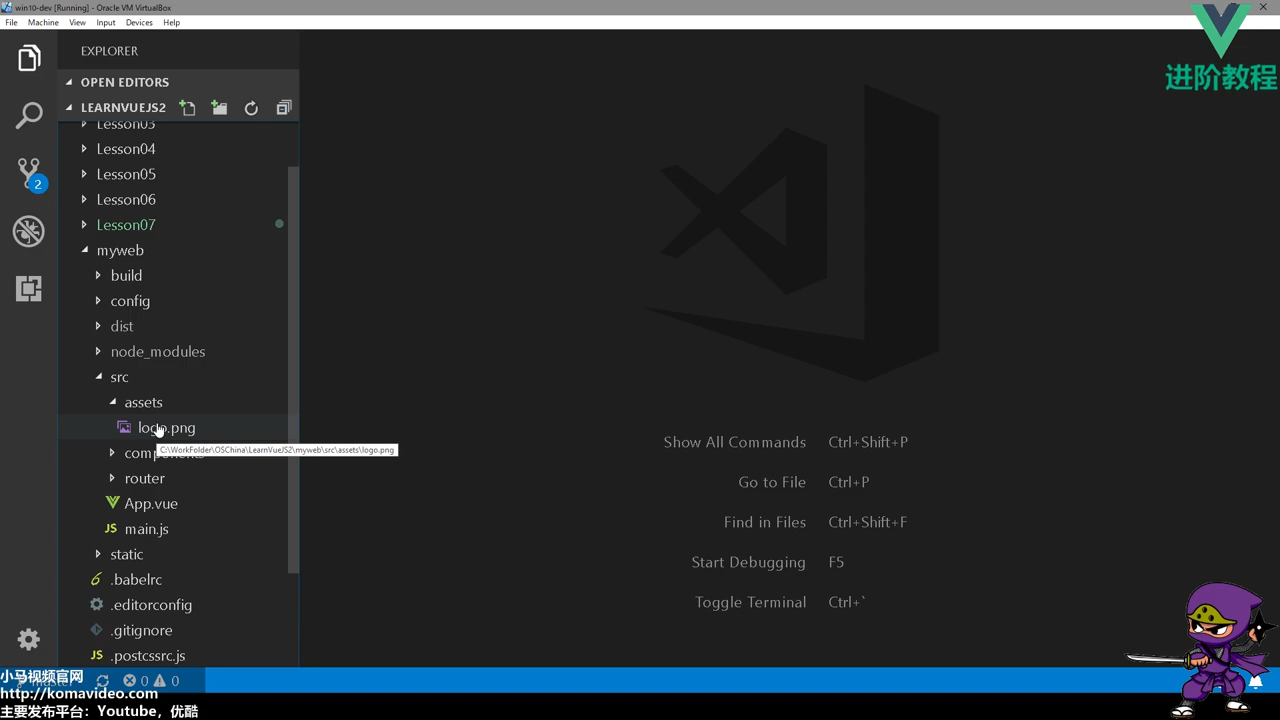 win10-dev [Running] - Oracle VM VirtualBox
File Machine View Input Devices Help
进阶教程
EXPLORER
OPEN EDITORS
LEARNVUEJS2
Lesson03
Lesson04
Lesson05
Lesson06
Lesson07
2
myweb
build
config
dist
node_modules
src
assets
logo.png
C:\WorkFolder\OSChina\LearnVueJS2\myweb\src\assets\logo.png
router
App.vue
JS main.js
static
.babelrc
.editorconfig
.gitignore
JS .postcssrc.js
Show All Commands Ctrl+Shift+P
Go to File Ctrl+P
Find in Files Ctrl+Shift+F
Start Debugging F5
Toggle Terminal Ctrl+`
0 0
小马视频官网
http://komavideo.com
主要发布平台：Youtube，优酷